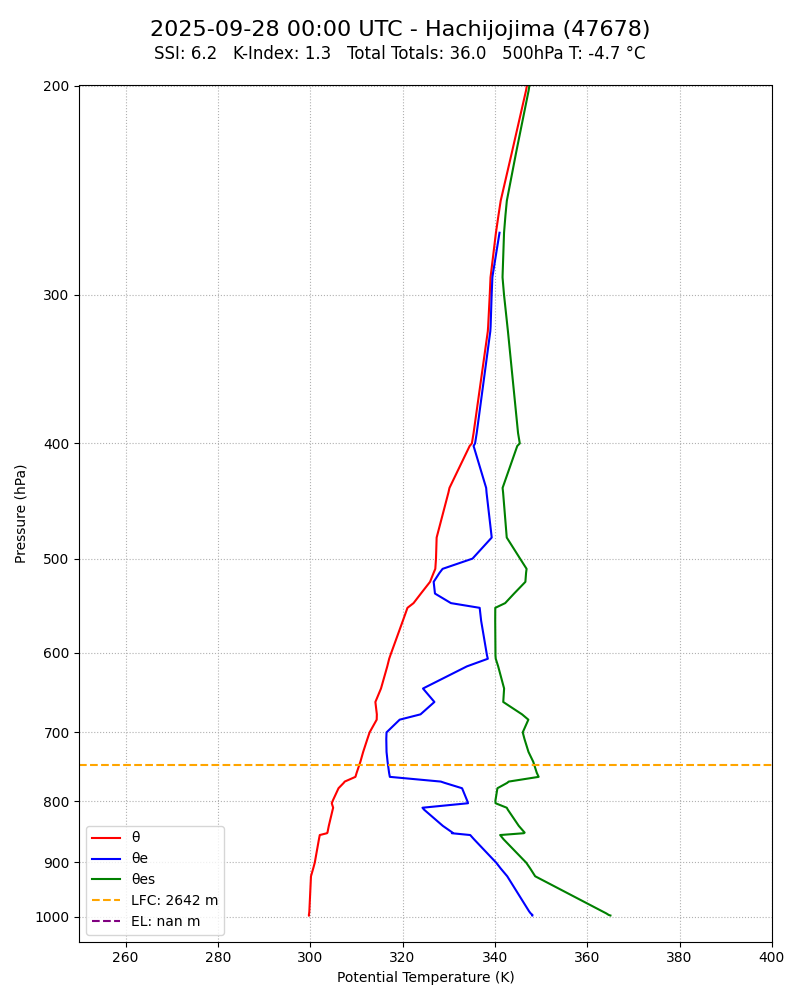 2025-09-28 00:00 UTC - Hachijojima (47678)
SSI: 6.2 K-Index: 1.3 Total Totals: 36.0 500hPa T: -4.7 °C
200
300
400
500
600
700
800
900
1000
Pressure (hPa)
θ
θe
θes
LFC: 2642 m
EL: nan m
260 280 300 320 340 360 380 400
Potential Temperature (K)